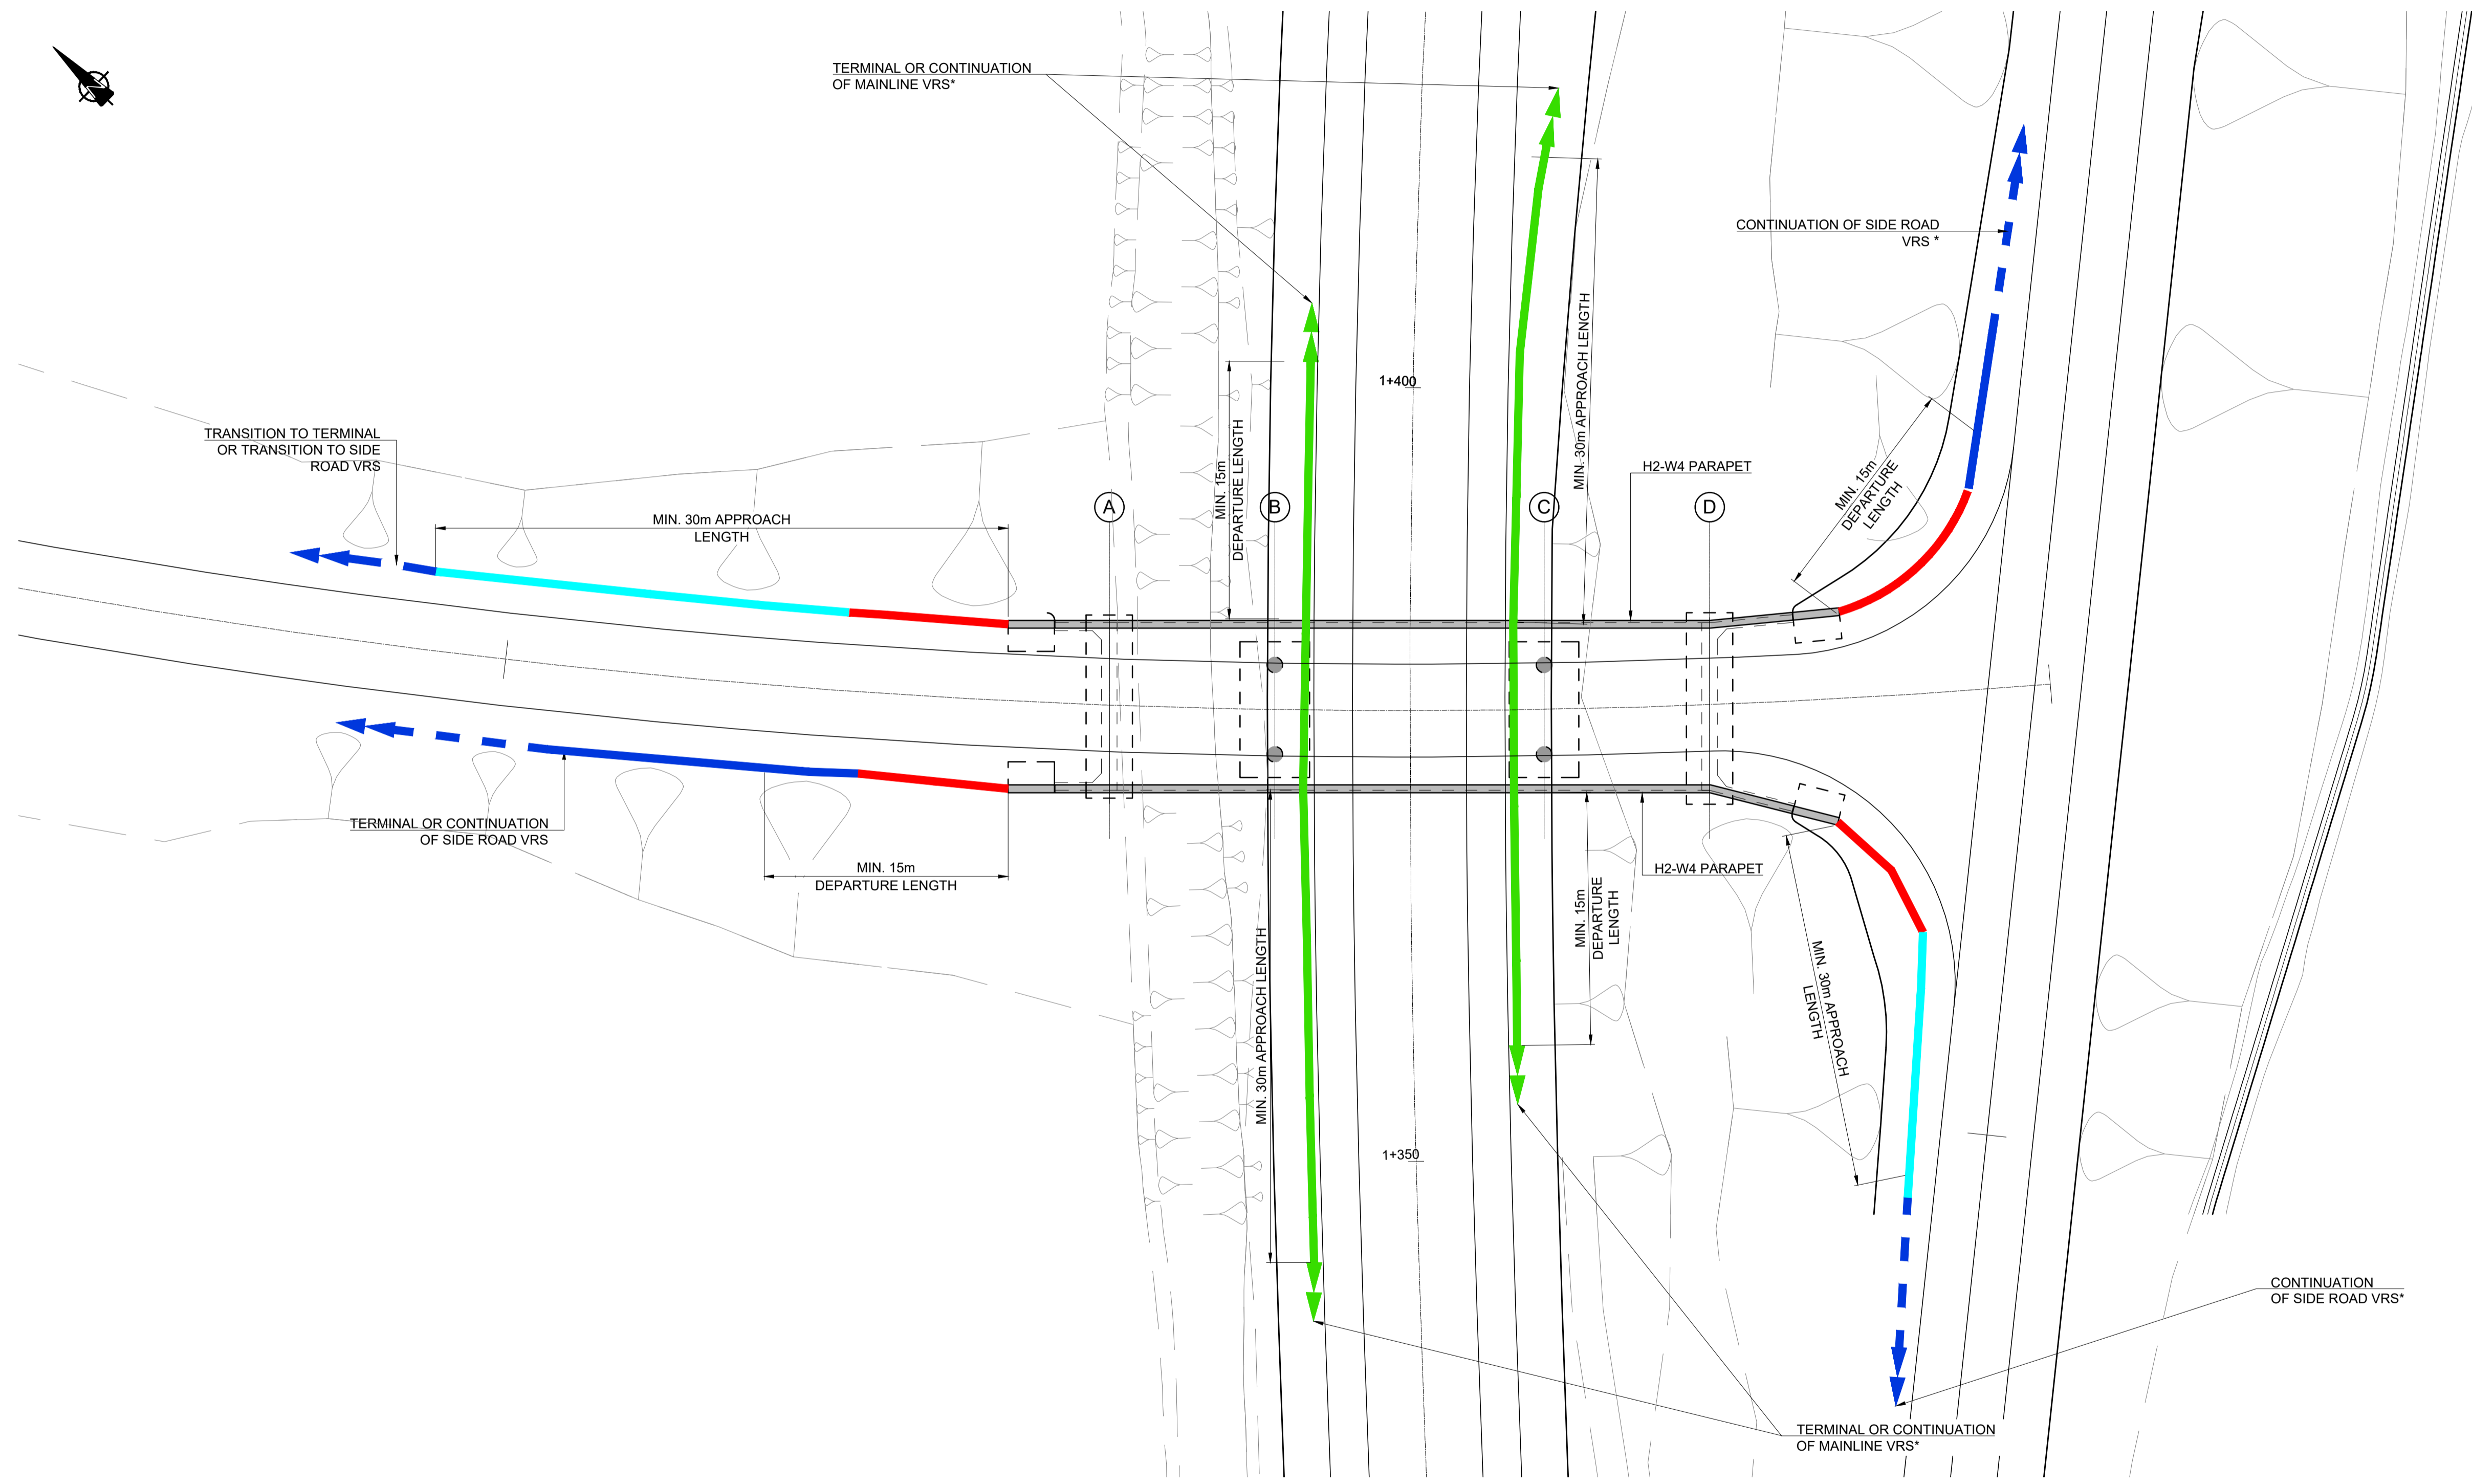 TERMINAL OR CONTINUATION
OF MAINLINE VRS*
CONTINUATION OF SIDE ROAD
VRS *
1+400
TRANSITION TO TERMINAL
OR TRANSITION TO SIDE
ROAD VRS
MIN. 30m APPROACH
LENGTH
MIN. 15m
DEPARTURE LENGTH
MIN. 30m APPROACH LENGTH
H2-W4 PARAPET
MIN. 15m
DEPARTURE
LENGTH
A
B
C
D
TERMINAL OR CONTINUATION
OF SIDE ROAD VRS
MIN. 15m
DEPARTURE LENGTH
MIN. 30m APPROACH LENGTH
MIN. 15m
DEPARTURE
LENGTH
H2-W4 PARAPET
MIN. 30m APPROACH
LENGTH
1+350
CONTINUATION
OF SIDE ROAD VRS*
TERMINAL OR CONTINUATION
OF MAINLINE VRS*